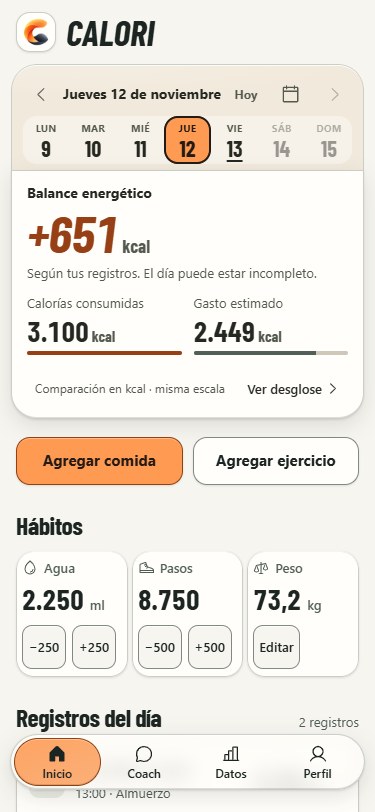 CALORI
Jueves 12 de noviembre Hoy
LUN MAR MIÉ JUE VIE SÁB DOM
9 10 11 12 13 14 15
Balance energético
+651 kcal
Según tus registros. El día puede estar incompleto.
Calorías consumidas Gasto estimado
3.100 kcal 2.449 kcal
Comparación en kcal · misma escala Ver desglose
Agregar comida Agregar ejercicio
Hábitos
Agua Pasos Peso
2.250 ml 8.750 73,2 kg
−250 +250 −500 +500 Editar
Registros del día 2 registros
Inicio Coach Datos Perfil
13:00 · Almuerzo